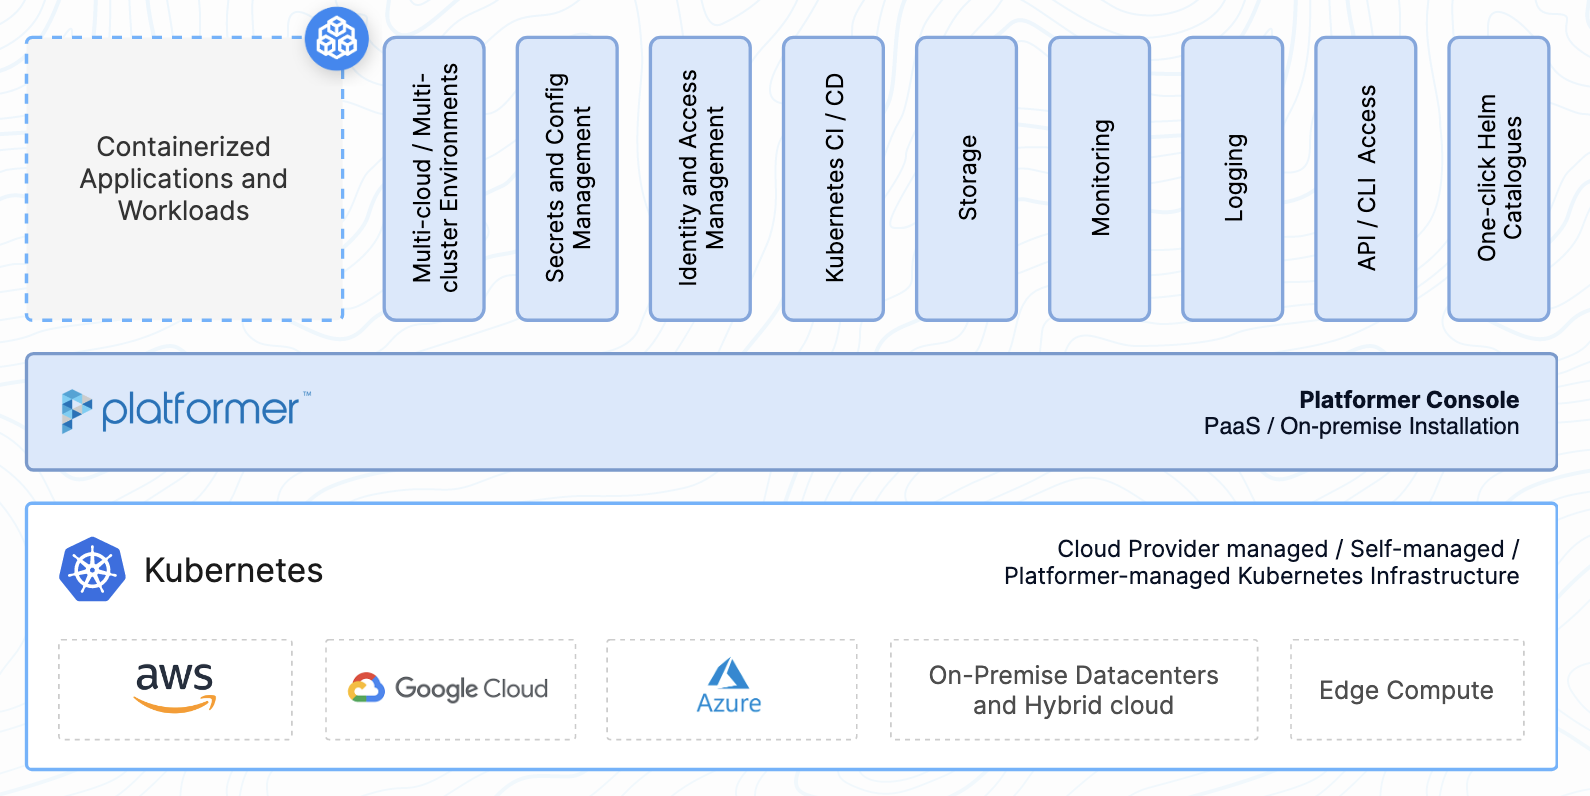 Containerized
Applications and
Workloads
Multi-cloud / Multi-
cluster Environments
Secrets and Config
Management
Identity and Access
Management
Kubernetes CI / CD
Storage
Monitoring
Logging
API / CLI Access
One-click Helm
Catalogues
platformer™
Platformer Console
PaaS / On-premise Installation
Kubernetes
Cloud Provider managed / Self-managed /
Platformer-managed Kubernetes Infrastructure
aws
Google Cloud
Azure
On-Premise Datacenters
and Hybrid cloud
Edge Compute